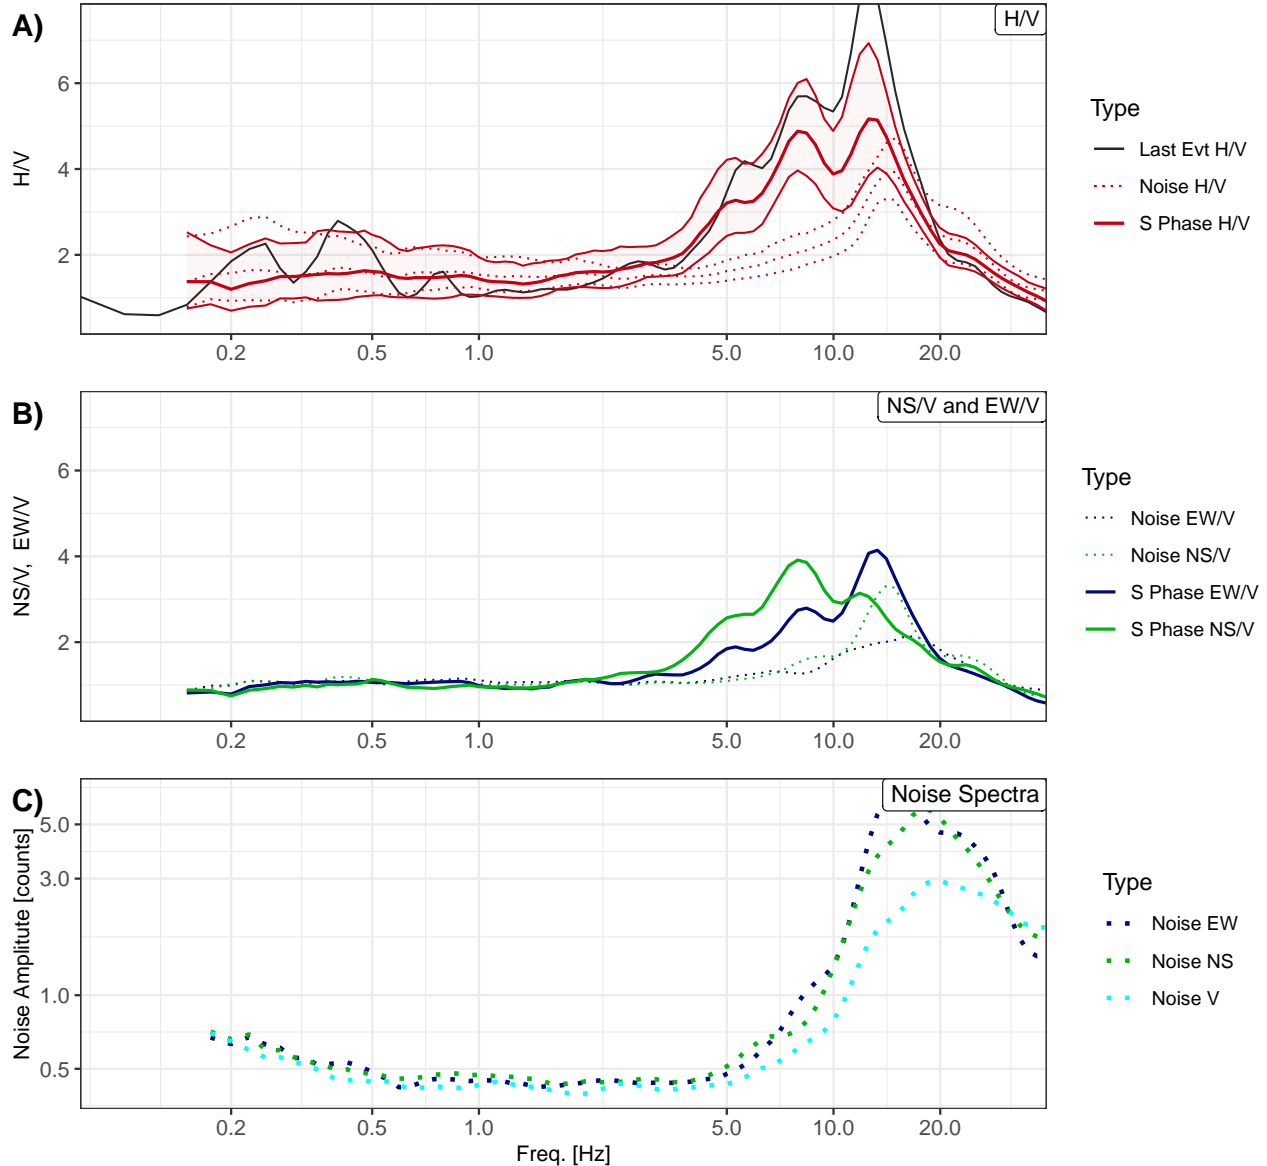 A)
H/V
6
4
2
H/V
0.2 0.5 1.0 5.0 10.0 20.0
Type
Last Evt H/V
Noise H/V
S Phase H/V
B)
NS/V and EW/V
6
4
2
NS/V, EW/V
0.2 0.5 1.0 5.0 10.0 20.0
Type
Noise EW/V
Noise NS/V
S Phase EW/V
S Phase NS/V
C)
Noise Spectra
5.0
3.0
1.0
0.5
Noise Amplitute [counts]
0.2 0.5 1.0 5.0 10.0 20.0
Freq. [Hz]
Type
Noise EW
Noise NS
Noise V